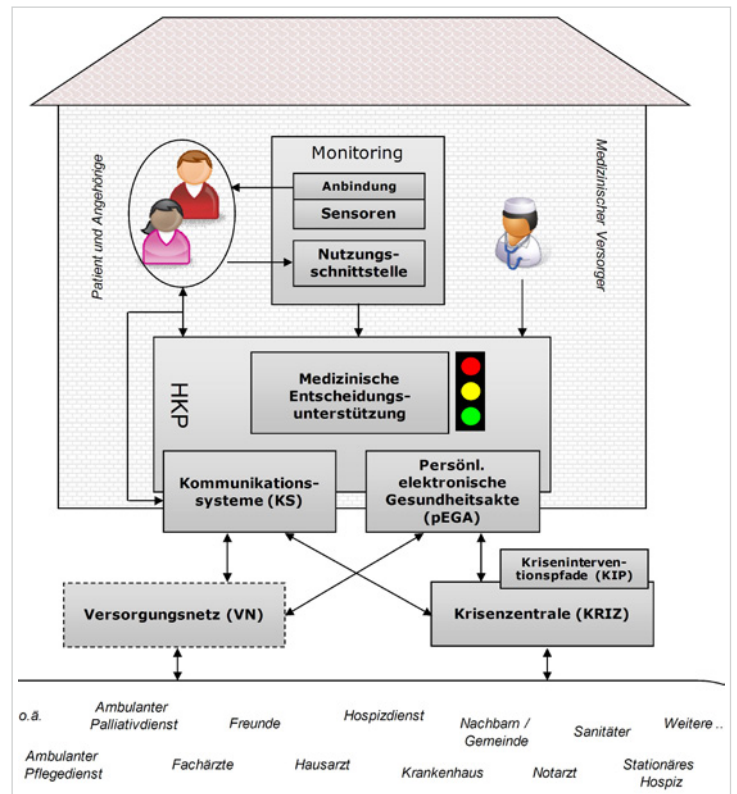 Monitoring
Anbindung
Sensoren
Nutzungs-
schnittstelle
Patient und Angehörige
Medizinischer Versorger
HKP
Medizinische
Entscheidungs-
unterstützung
Kommunikations-
systeme (KS)
Persönl.
elektronische
Gesundheitsakte
(pEGA)
Kriseninterven-
tionspfade (KIP)
Versorgungsnetz (VN)
Krisenzentrale (KRIZ)
o.ä.
Ambulanter
Palliativdienst
Freunde
Hospizdienst
Nachbarn /
Gemeinde
Sanitäter
Weitere ..
Ambulanter
Pflegedienst
Fachärzte
Hausarzt
Krankenhaus
Notarzt
Stationäres
Hospiz